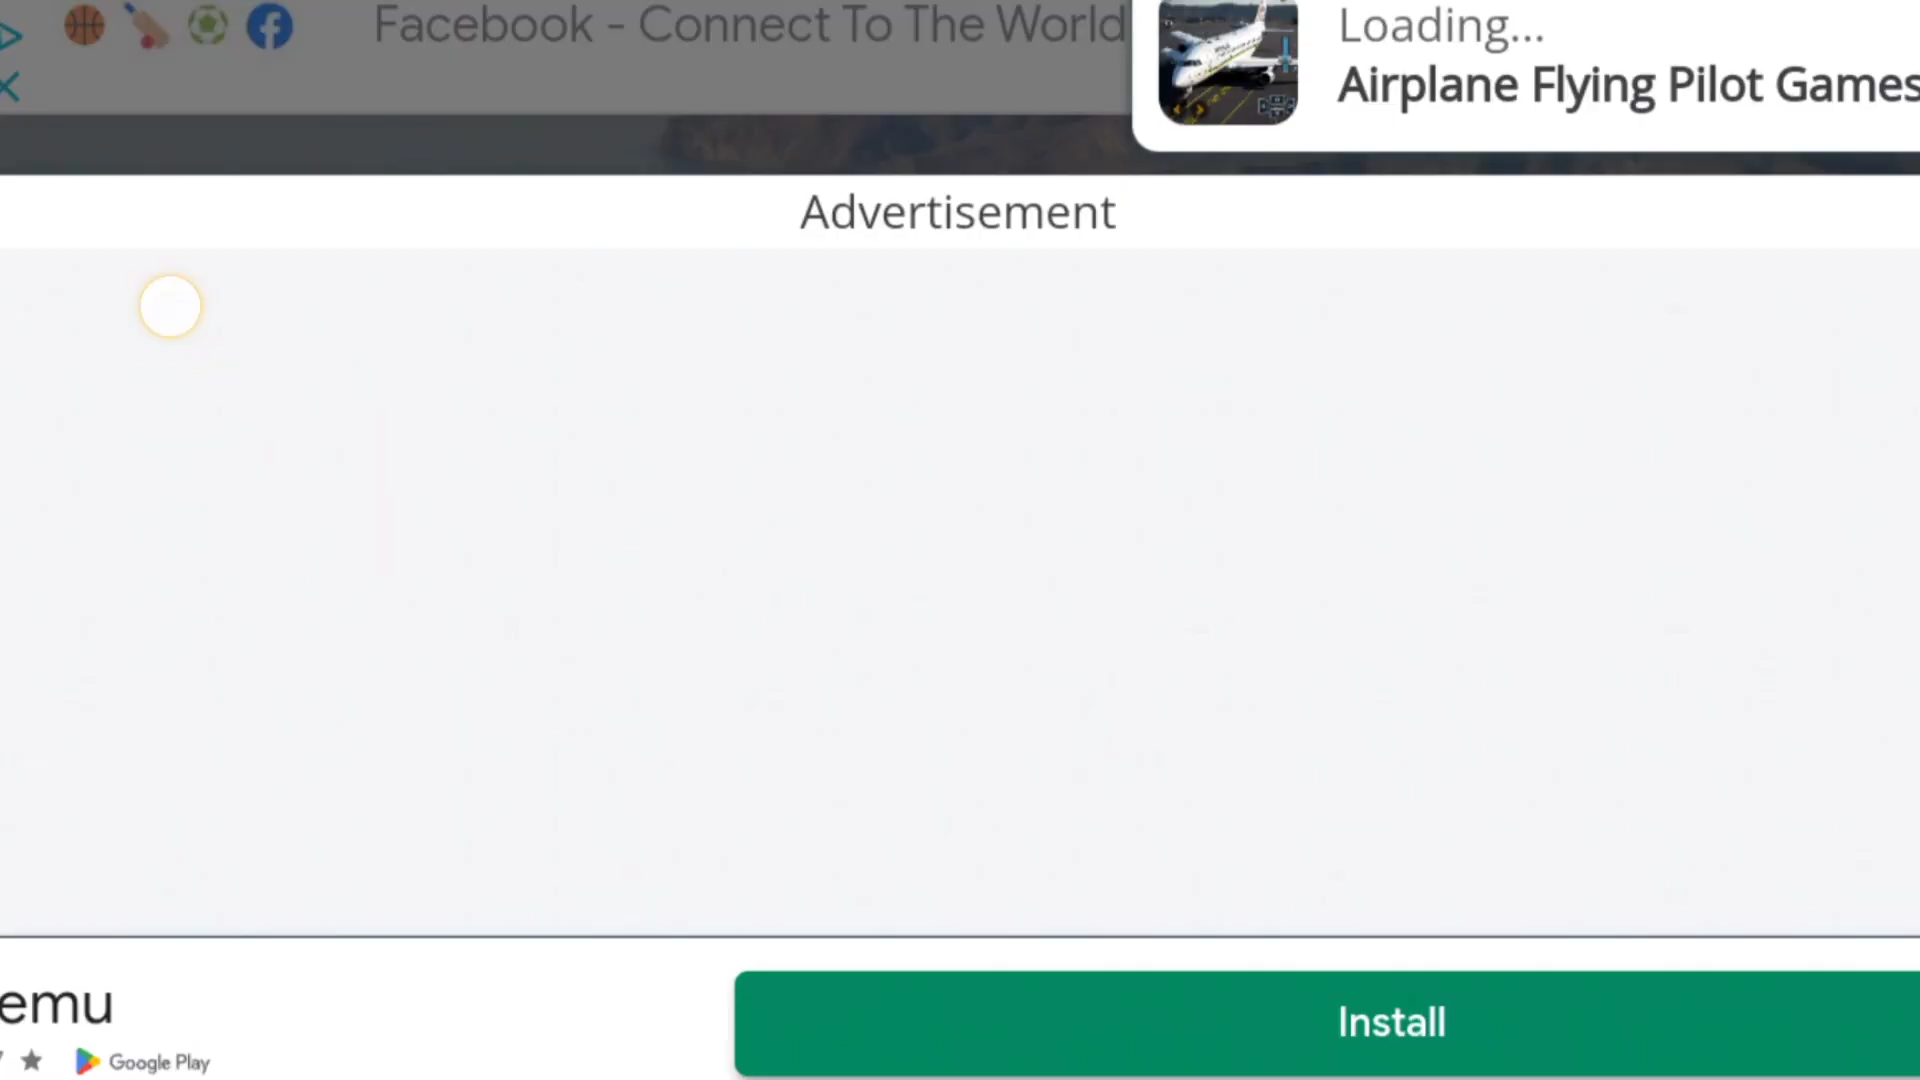 Facebook - Connect To The World
Loading...
Airplane Flying Pilot Games
Advertisement
emu
Install
Google Play